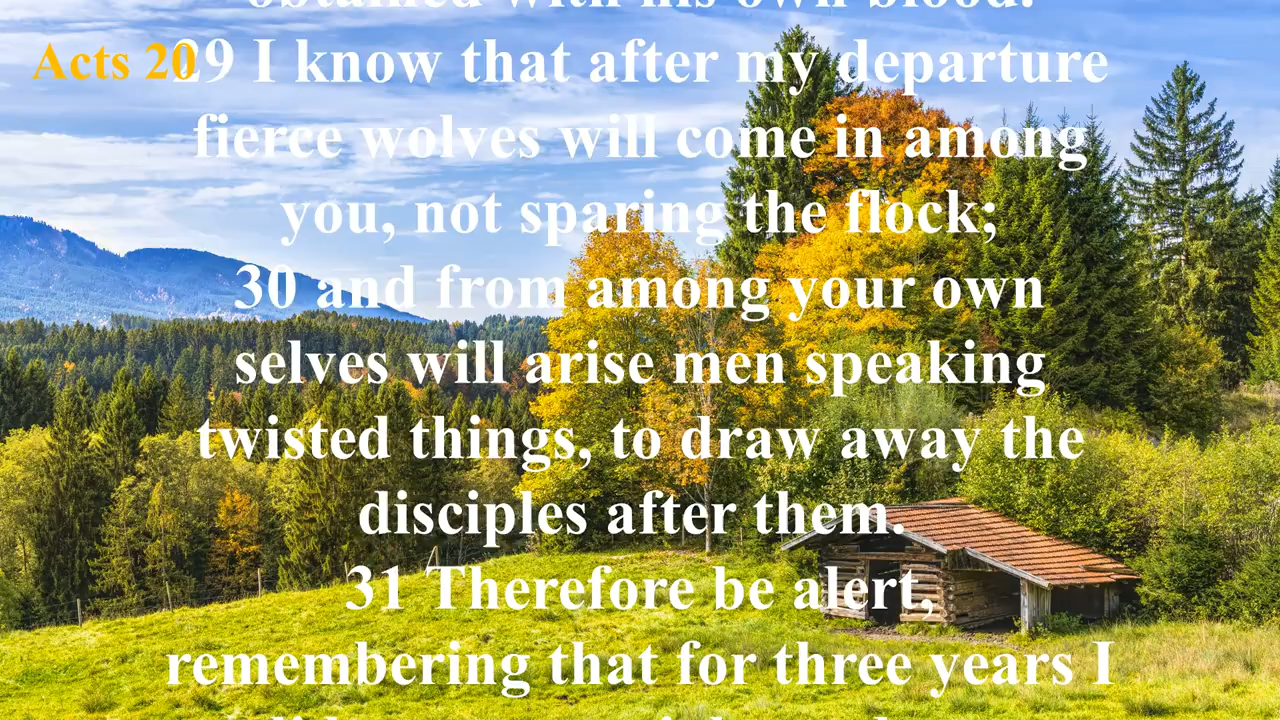 obtained with his own blood.
Acts 20
29 I know that after my departure
fierce wolves will come in among
you, not sparing the flock;
30 and from among your own
selves will arise men speaking
twisted things, to draw away the
disciples after them.
31 Therefore be alert,
remembering that for three years I